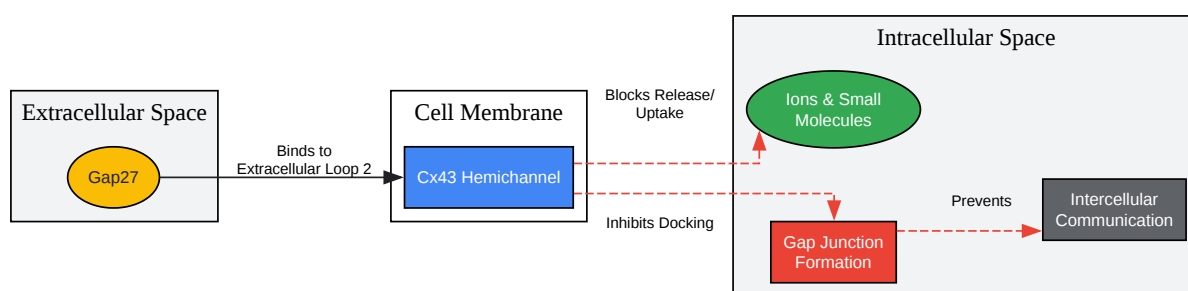 Extracellular Space
Gap27
Binds to
Extracellular Loop 2
Cell Membrane
Cx43 Hemichannel
Blocks Release/
Uptake
Inhibits Docking
Intracellular Space
Ions & Small
Molecules
Gap Junction
Formation
Prevents
Intercellular
Communication